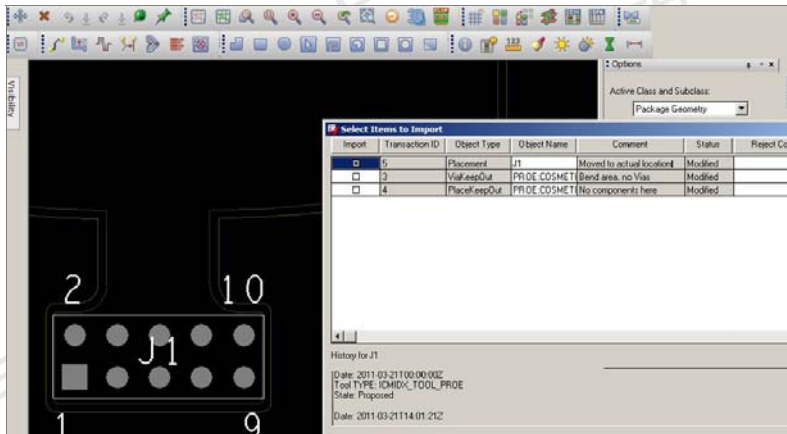 Options
Active Class and Subclass:
Package Geometry
Visibility
Select Items to Import
Import Transaction ID Object Type Object Name Comment Status Reject Co
5 Placement J1 Moved to actual location Modified
3 ViaKeepOut PROE:COSMETI Bend area, no Vias Modified
4 PlaceKeepOut PROE:COSMETI No components here Modified
2 10
J1
1 9
History for J1
Date: 2011-03-21T00:00:00Z
Tool TYPE: ICMIDX_TOOL_PROE
State: Proposed
Date: 2011-03-21T14:01:21Z